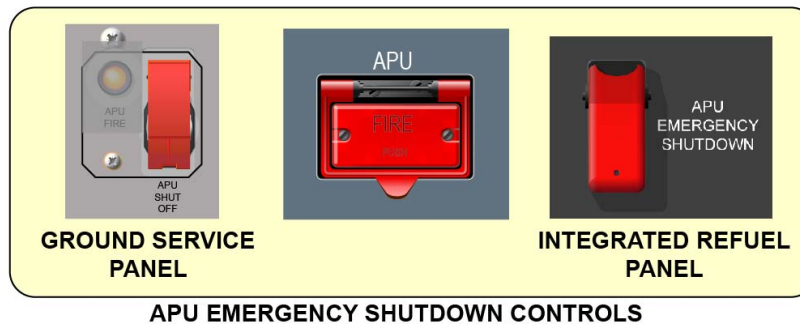 APU
FIRE
APU
SHUT
OFF
GROUND SERVICE
PANEL
APU
FIRE
PUSH
APU
EMERGENCY
SHUTDOWN
INTEGRATED REFUEL
PANEL
APU EMERGENCY SHUTDOWN CONTROLS